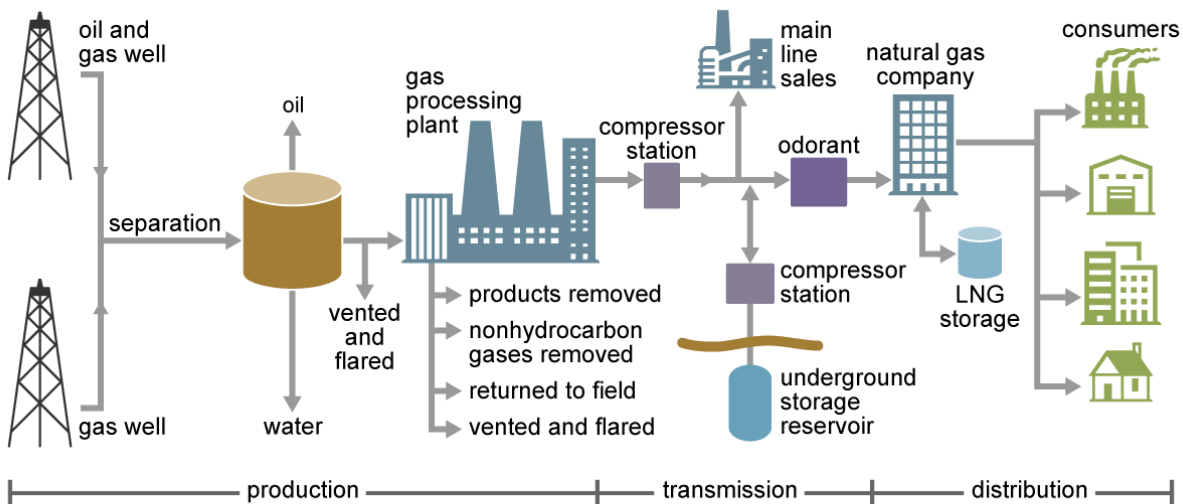 oil and
gas well
oil
separation
gas well
water
vented
and
flared
gas
processing
plant
products removed
nonhydrocarbon
gases removed
returned to field
vented and flared
compressor
station
main
line
sales
odorant
compressor
station
underground
storage
reservoir
natural gas
company
LNG
storage
consumers
production
transmission
distribution